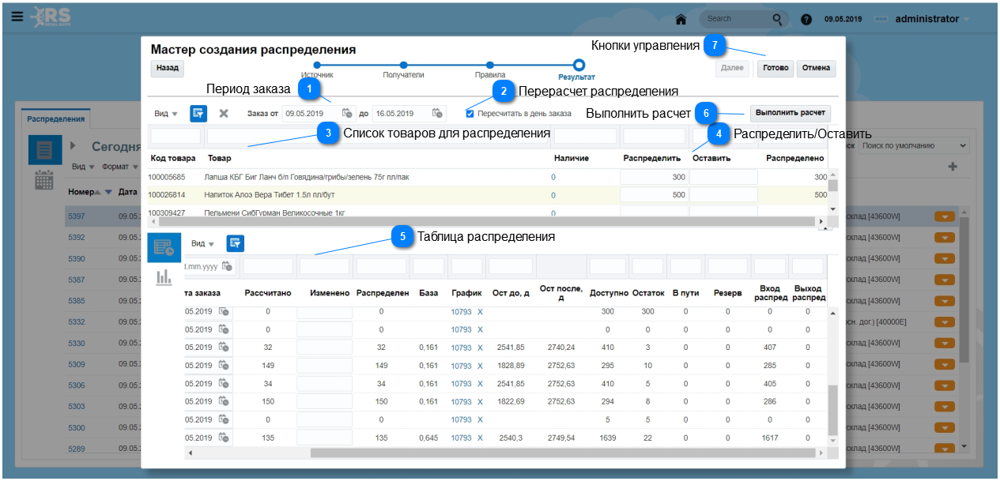 RS
RETAIL SUITE
Search
09.05.2019
administrator
Мастер создания распределения
Кнопки управления 7
Назад
Источник
Получатели
Правила
Результат
Далее
Готово
Отмена
Период заказа 1
2 Перерасчет распределения
Вид
Заказ от 09.05.2019 до 16.05.2019
Пересчитать в день заказа
Выполнить расчет 6
Выполнить расчет
3 Список товаров для распределения
4 Распределить/Оставить
Код товара Товар Наличие Распределить Оставить Распределено
100005685 Лапша КБГ Биг Ланч б/п Говядина/грибы/зелень 75г пл/пак 0 300 300
100026814 Напиток Алоэ Вера Тибет 1.5л пл/бут 0 500 500
100309427 Пельмени СибГурман Великосочные 1кг 0
5 Таблица распределения
Вид
d.mm.yyyy
та заказа Рассчитано Изменено Распределен База График Ост до, д Ост после, д Доступно Остаток В пути Резерв Вход распред Выход распред
05.2019 0 0 10793 X 300 300 0 0 0 0
05.2019 0 0 10793 X 0 0 0 0 0 0
05.2019 32 32 0,161 10793 X 2541,85 2740,24 410 3 0 0 407 0
05.2019 149 149 0,161 10793 X 1828,89 2752,63 295 10 0 0 285 0
05.2019 34 34 0,161 10793 X 2541,85 2752,63 410 5 0 0 405 0
05.2019 150 150 0,161 10793 X 1822,69 2752,63 294 8 0 0 286 0
05.2019 0 0 10793 X 5 5 0 0 0 0
05.2019 135 135 0,645 10793 X 2540,3 2749,54 1639 22 0 0 1617 0
Распределения
Сегодня
ск Поиск по умолчанию
Вид Формат
Номер Дата
5397 09.05.2 склад [43600W]
5392 09.05.2 склад [43600W]
5390 09.05.2 склад [43600W]
5387 09.05.2 склад [43600W]
5385 09.05.2 склад [43600W]
5332 09.05.2 осн. дог.) [40000E]
5330 09.05.2 склад [43600W]
5309 09.05.2 склад [43600W]
5306 09.05.2 склад [43600W]
5303 09.05.2 склад [43600W]
5300 09.05.2 склад [43600W]
5289 09.05.2 склад [43600W]